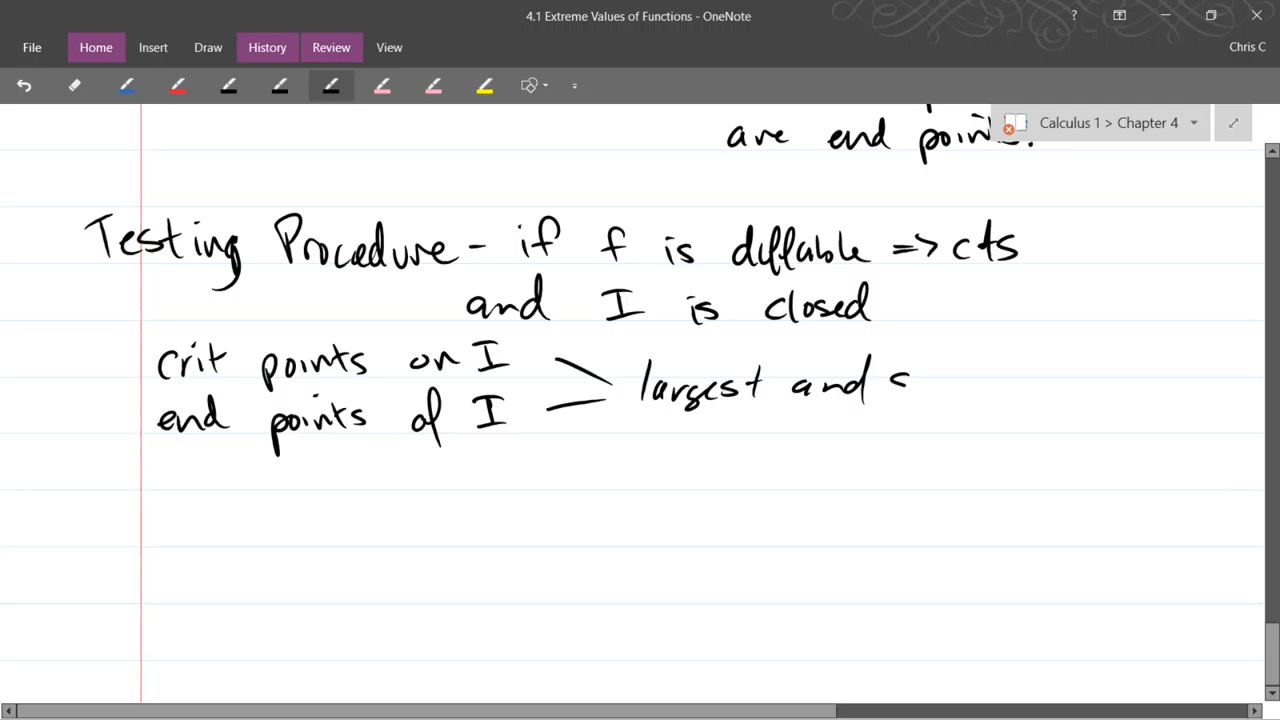 4.1 Extreme Values of Functions - OneNote
?
File Home Insert Draw History Review View
Chris C
Calculus 1 > Chapter 4
are end points.
Testing Procedure - if f is diffable => cts
and I is closed
crit points on I
end points of I
largest and s